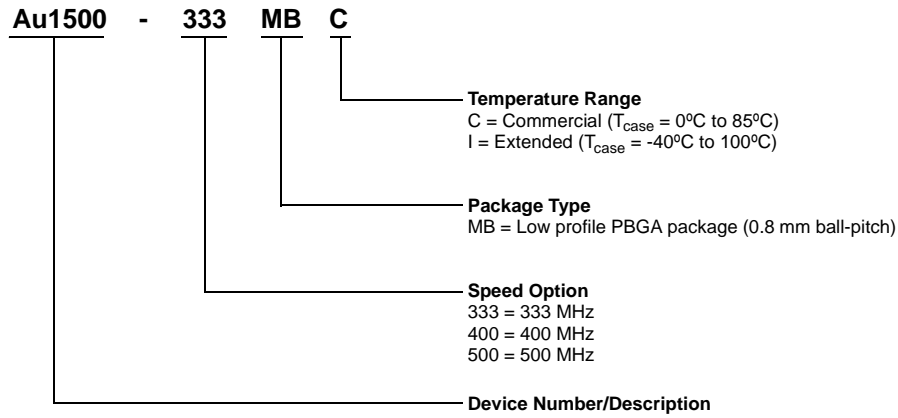 Au1500 - 333 MB C
Temperature Range
C = Commercial (Tcase = 0ºC to 85ºC)
I = Extended (Tcase = -40ºC to 100ºC)
Package Type
MB = Low profile PBGA package (0.8 mm ball-pitch)
Speed Option
333 = 333 MHz
400 = 400 MHz
500 = 500 MHz
Device Number/Description